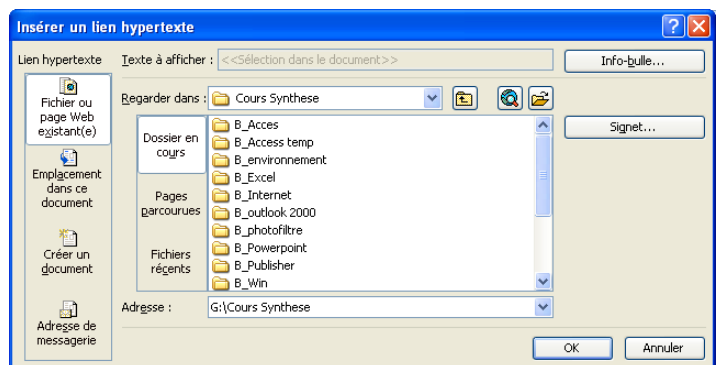 Insérer un lien hypertexte
Lien hypertexte
Texte à afficher : <<Sélection dans le document>>
Info-bulle...
Fichier ou
page Web
existant(e)
Regarder dans : Cours Synthese
Signet...
Dossier en
cours
Pages
parcourues
Fichiers
récents
B_Acces
B_Access temp
B_environnement
B_Excel
B_Internet
B_outlook 2000
B_photofiltre
B_Powerpoint
B_Publisher
B_Win
Emplacement
dans ce
document
Créer un
document
Adresse de
messagerie
Adresse : G:\Cours Synthese
OK
Annuler